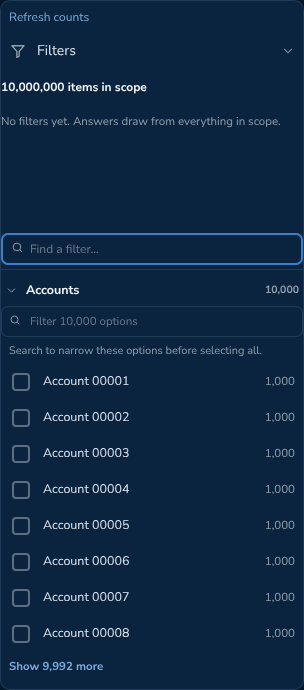 Refresh counts
Filters
10,000,000 items in scope
No filters yet. Answers draw from everything in scope.
Find a filter...
Accounts 10,000
Filter 10,000 options
Search to narrow these options before selecting all.
Account 00001 1,000
Account 00002 1,000
Account 00003 1,000
Account 00004 1,000
Account 00005 1,000
Account 00006 1,000
Account 00007 1,000
Account 00008 1,000
Show 9,992 more